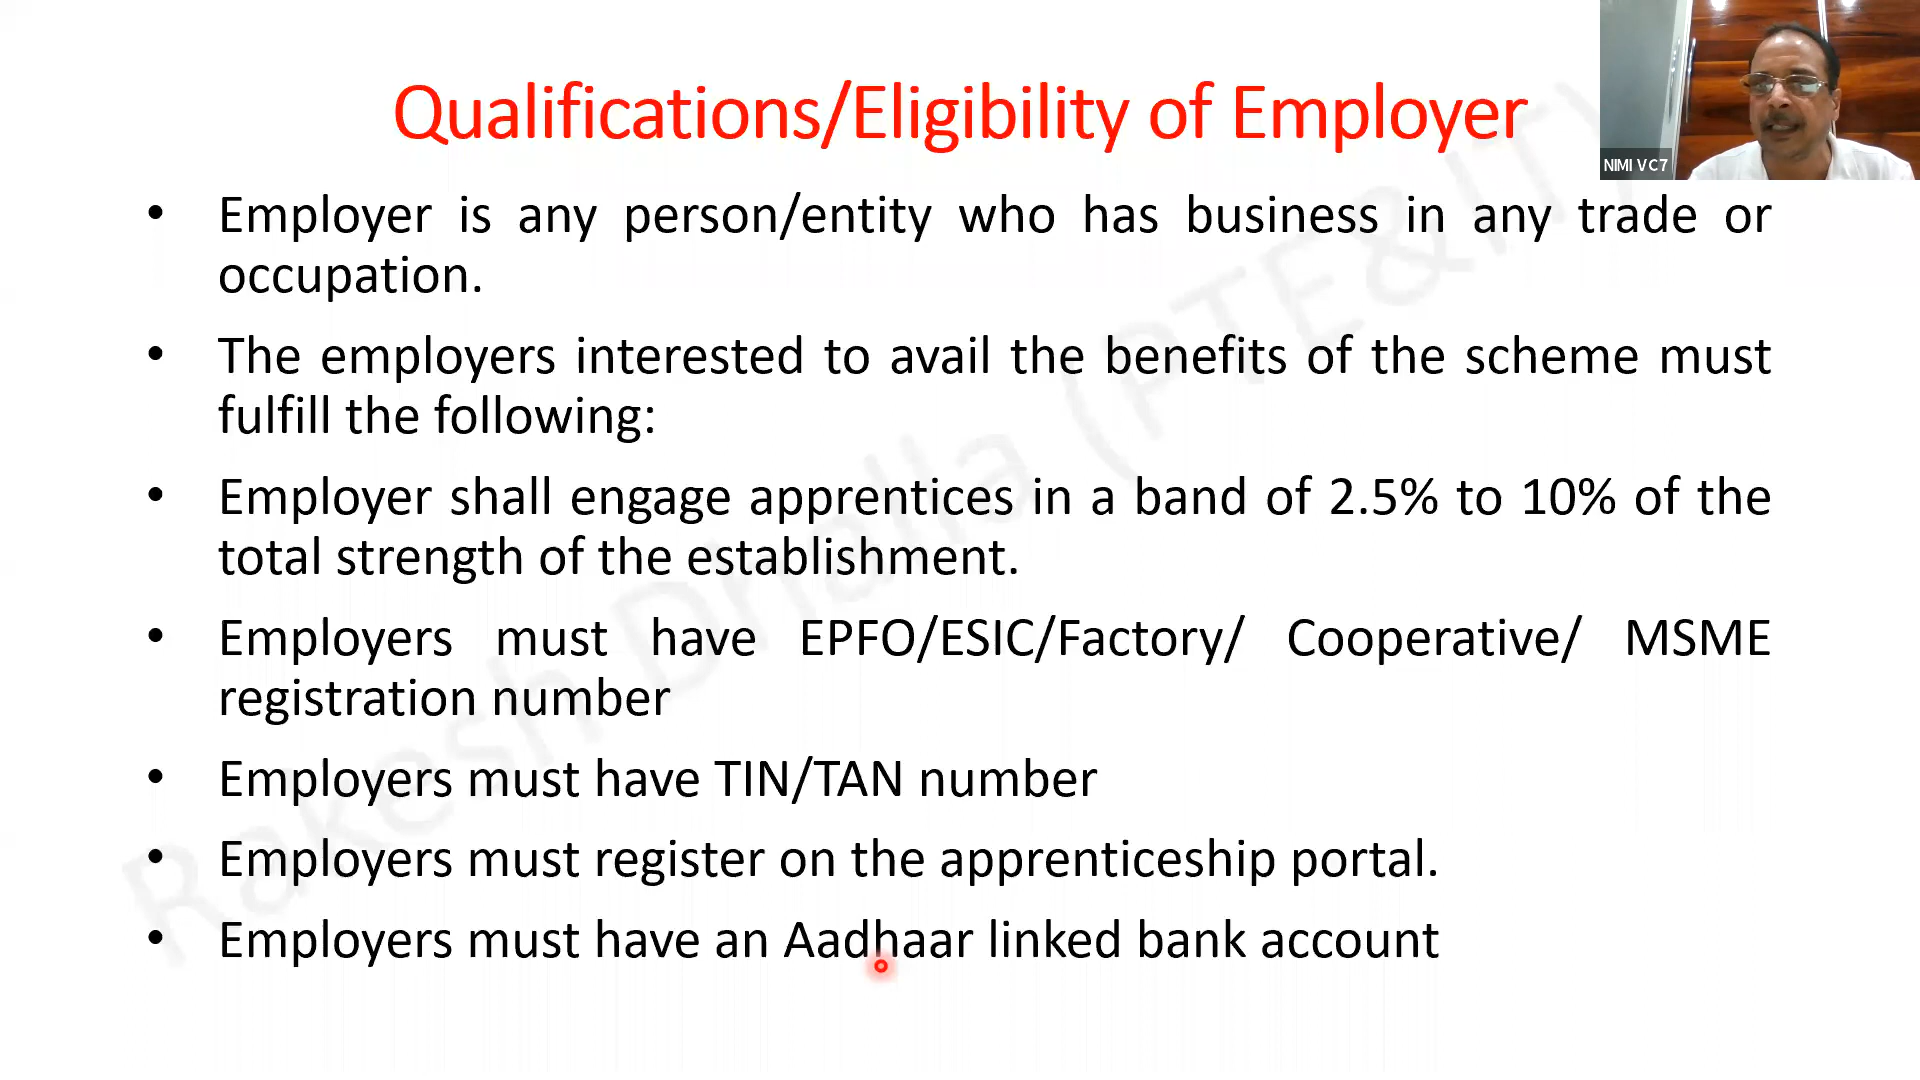 Qualifications/Eligibility of Employer
NIMI VC7
• Employer is any person/entity who has business in any trade or
occupation.
• The employers interested to avail the benefits of the scheme must
fulfill the following:
• Employer shall engage apprentices in a band of 2.5% to 10% of the
total strength of the establishment.
• Employers must have EPFO/ESIC/Factory/ Cooperative/ MSME
registration number
• Employers must have TIN/TAN number
• Employers must register on the apprenticeship portal.
• Employers must have an Aadhaar linked bank account
Rakesh Dhalla (PTE&IT)